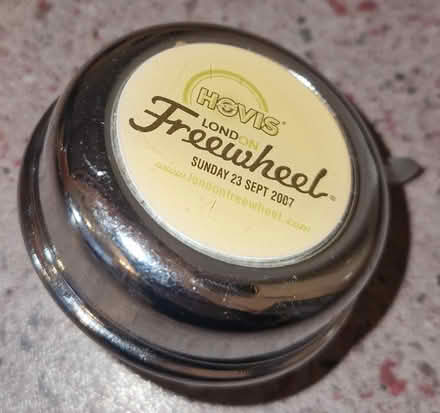 HOVIS®
LONDON
Freewheel®
SUNDAY 23 SEPT 2007
www.londonfreewheel.com